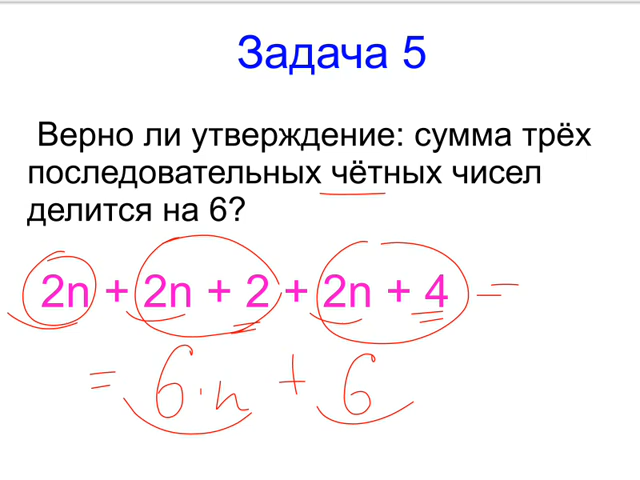 Задача 5
Верно ли утверждение: сумма трёх
последовательных чётных чисел
делится на 6?
2n + 2n + 2 + 2n + 4 =
= 6·n + 6